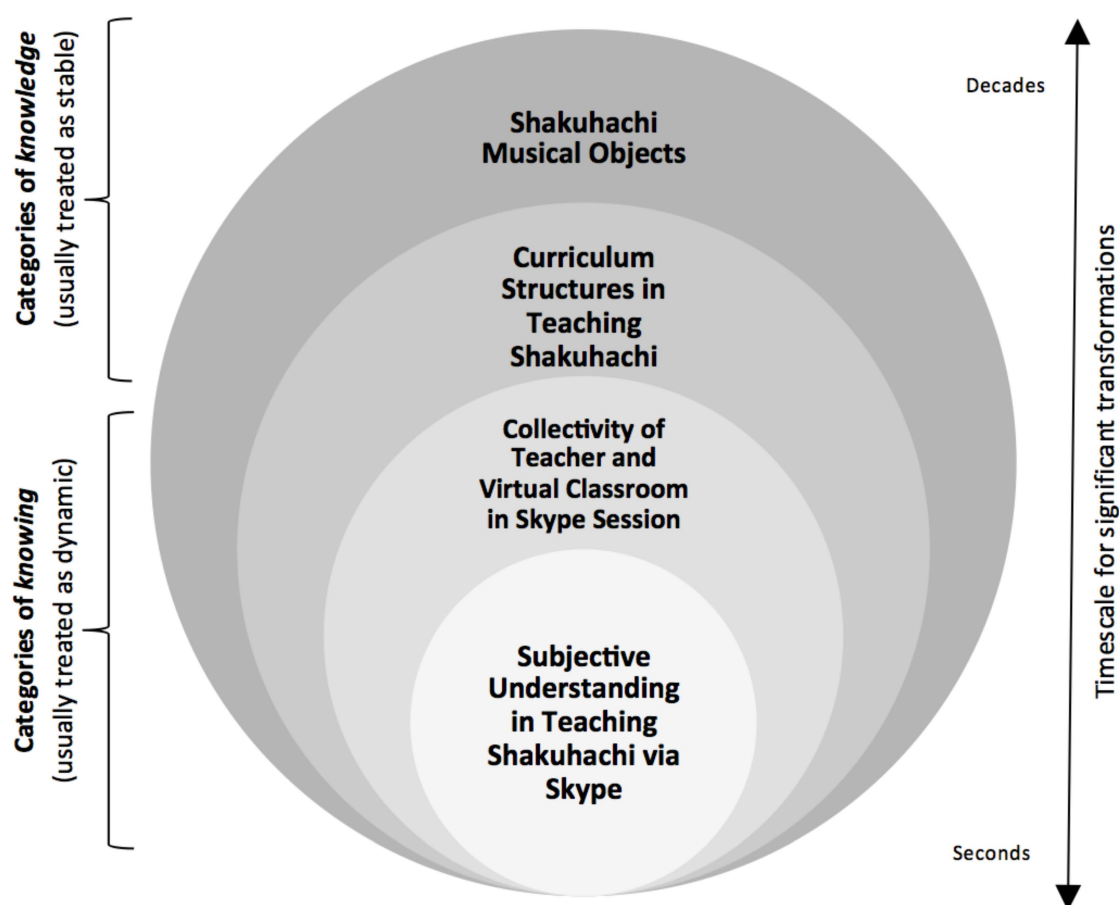 Categories of knowledge
(usually treated as stable)
Categories of knowing
(usually treated as dynamic)
Shakuhachi
Musical Objects
Curriculum
Structures in
Teaching
Shakuhachi
Collectivity of
Teacher and
Virtual Classroom
in Skype Session
Subjective
Understanding
in Teaching
Shakuhachi via
Skype
Decades
Seconds
Timescale for significant transformations